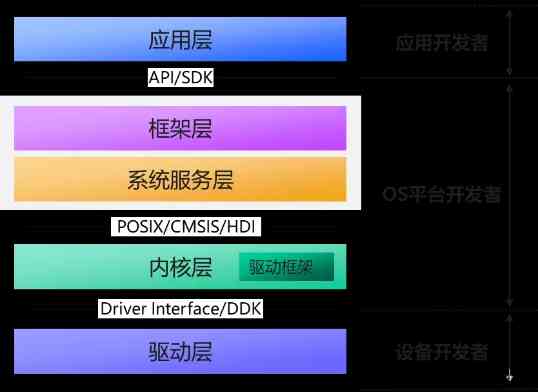 应用层
应用开发者
API/SDK
框架层
系统服务层
OS平台开发者
POSIX/CMSIS/HDI
内核层
驱动框架
Driver Interface/DDK
驱动层
设备开发者